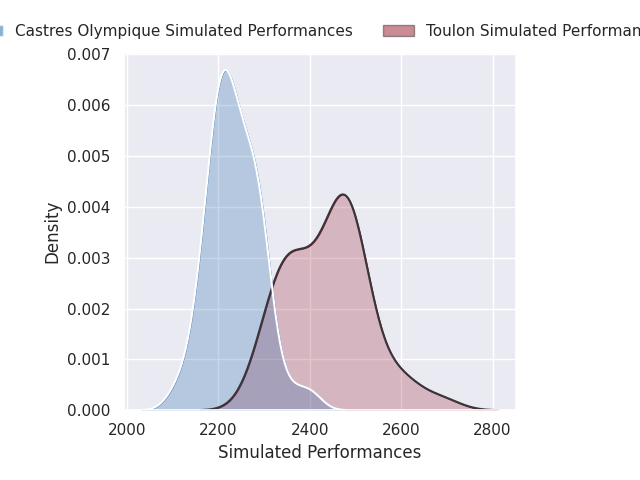 Castres Olympique Simulated Performances
Toulon Simulated Performan
0.007
0.006
0.005
0.004
0.003
0.002
0.001
0.000
Density
2000 2200 2400 2600 2800
Simulated Performances